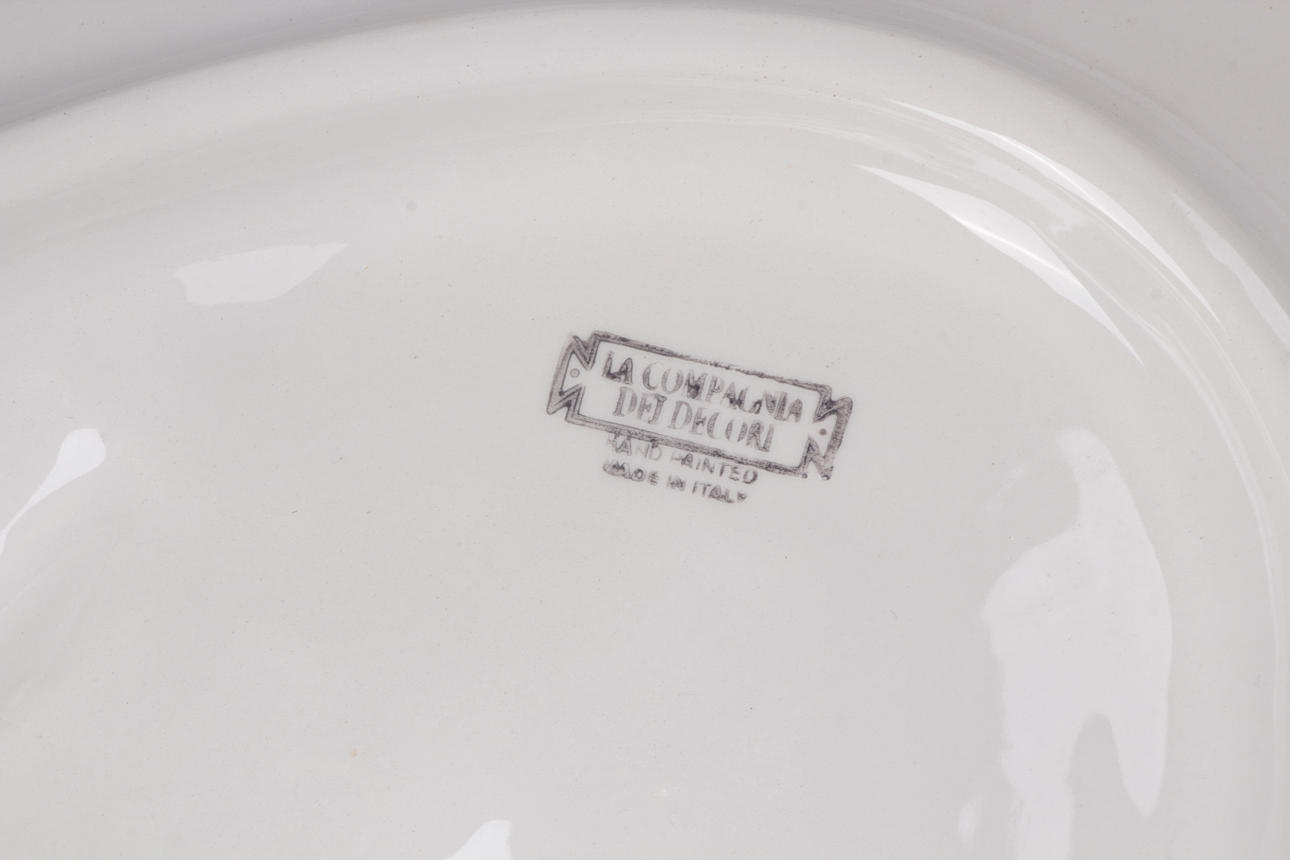 LA COMPAGNIA
DEI DECORI
HAND PAINTED
MADE IN ITALY